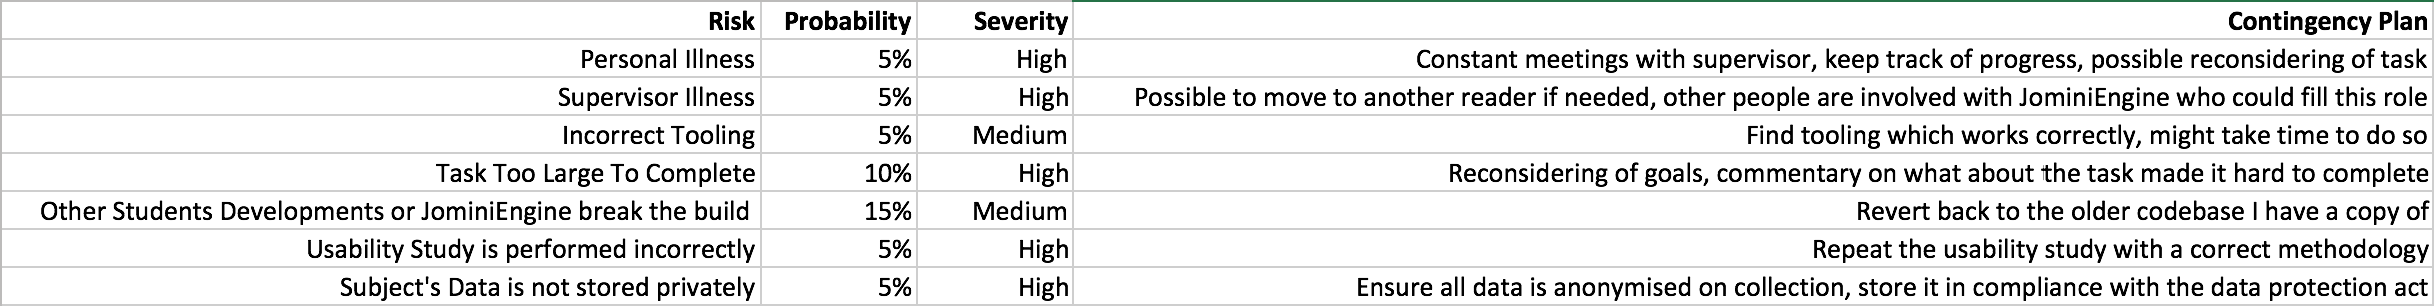 Risk Probability Severity Contingency Plan
Personal Illness 5% High Constant meetings with supervisor, keep track of progress, possible reconsidering of task
Supervisor Illness 5% High Possible to move to another reader if needed, other people are involved with JominiEngine who could fill this role
Incorrect Tooling 5% Medium Find tooling which works correctly, might take time to do so
Task Too Large To Complete 10% High Reconsidering of goals, commentary on what about the task made it hard to complete
Other Students Developments or JominiEngine break the build 15% Medium Revert back to the older codebase I have a copy of
Usability Study is performed incorrectly 5% High Repeat the usability study with a correct methodology
Subject's Data is not stored privately 5% High Ensure all data is anonymised on collection, store it in compliance with the data protection act